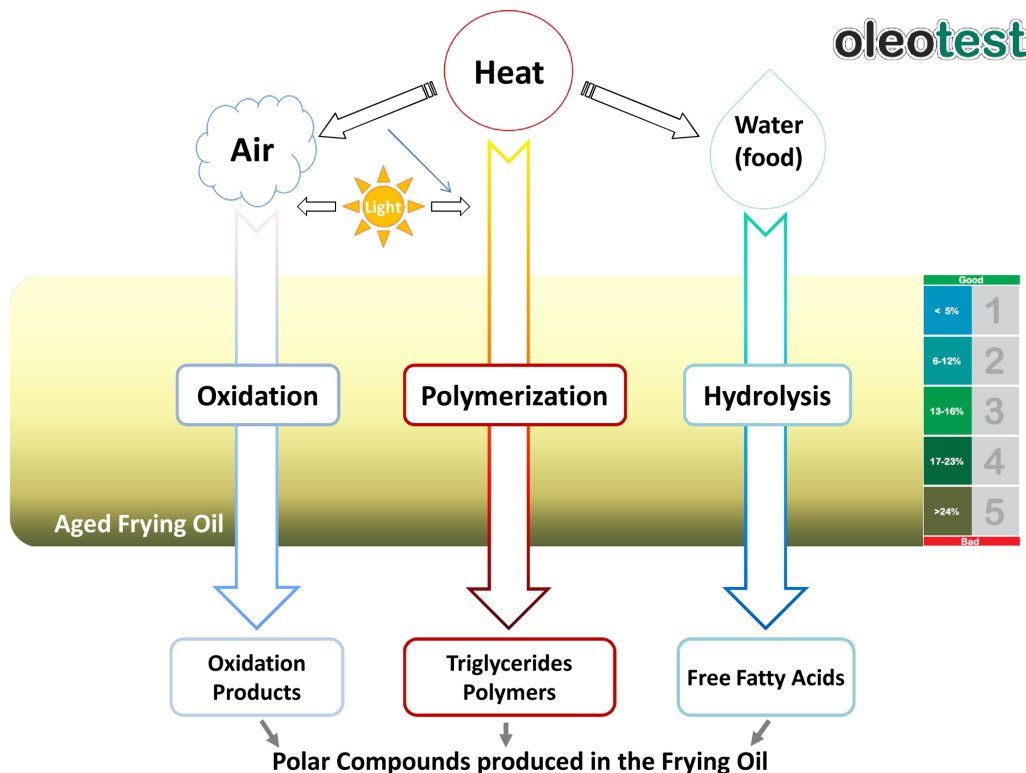 oleotest
Heat
Air
Water
(food)
Light
Good
< 5%
1
6-12%
2
13-16%
3
17-23%
4
>24%
5
Bad
Oxidation
Polymerization
Hydrolysis
Aged Frying Oil
Oxidation
Products
Triglycerides
Polymers
Free Fatty Acids
Polar Compounds produced in the Frying Oil